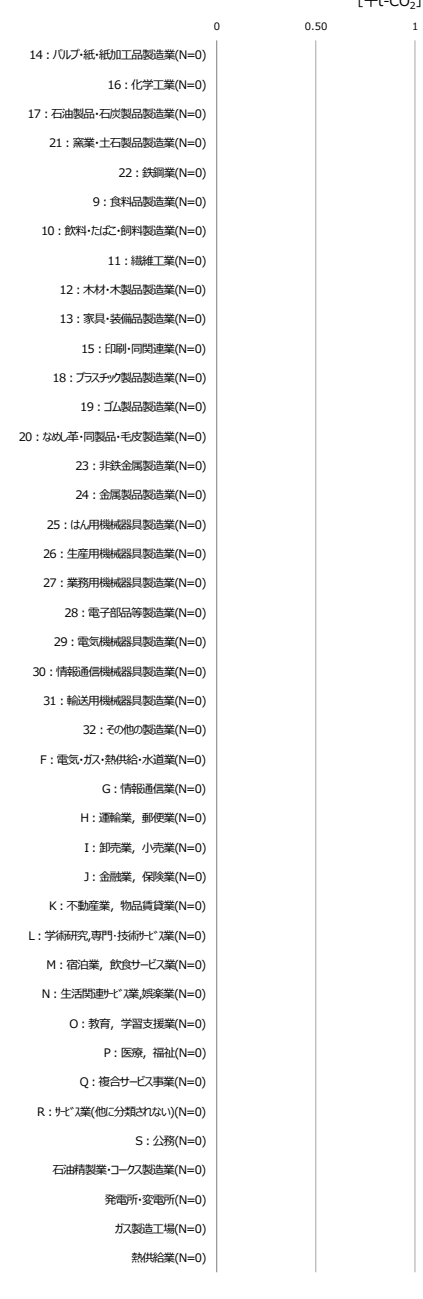 [千t-CO2]
0 0.50 1
14：パルプ・紙・紙加工品製造業(N=0)
16：化学工業(N=0)
17：石油製品・石炭製品製造業(N=0)
21：窯業・土石製品製造業(N=0)
22：鉄鋼業(N=0)
9：食料品製造業(N=0)
10：飲料・たばこ・飼料製造業(N=0)
11：繊維工業(N=0)
12：木材・木製品製造業(N=0)
13：家具・装備品製造業(N=0)
15：印刷・同関連業(N=0)
18：プラスチック製品製造業(N=0)
19：ゴム製品製造業(N=0)
20：なめし革・同製品・毛皮製造業(N=0)
23：非鉄金属製造業(N=0)
24：金属製品製造業(N=0)
25：はん用機械器具製造業(N=0)
26：生産用機械器具製造業(N=0)
27：業務用機械器具製造業(N=0)
28：電子部品等製造業(N=0)
29：電気機械器具製造業(N=0)
30：情報通信機械器具製造業(N=0)
31：輸送用機械器具製造業(N=0)
32：その他の製造業(N=0)
F：電気・ガス・熱供給・水道業(N=0)
G：情報通信業(N=0)
H：運輸業，郵便業(N=0)
I：卸売業，小売業(N=0)
J：金融業，保険業(N=0)
K：不動産業，物品賃貸業(N=0)
L：学術研究,専門・技術ｻｰﾋﾞｽ業(N=0)
M：宿泊業，飲食サービス業(N=0)
N：生活関連ｻｰﾋﾞｽ業,娯楽業(N=0)
O：教育，学習支援業(N=0)
P：医療，福祉(N=0)
Q：複合サービス事業(N=0)
R：ｻｰﾋﾞｽ業(他に分類されない)(N=0)
S：公務(N=0)
石油精製業・コークス製造業(N=0)
発電所・変電所(N=0)
ガス製造工場(N=0)
熱供給業(N=0)